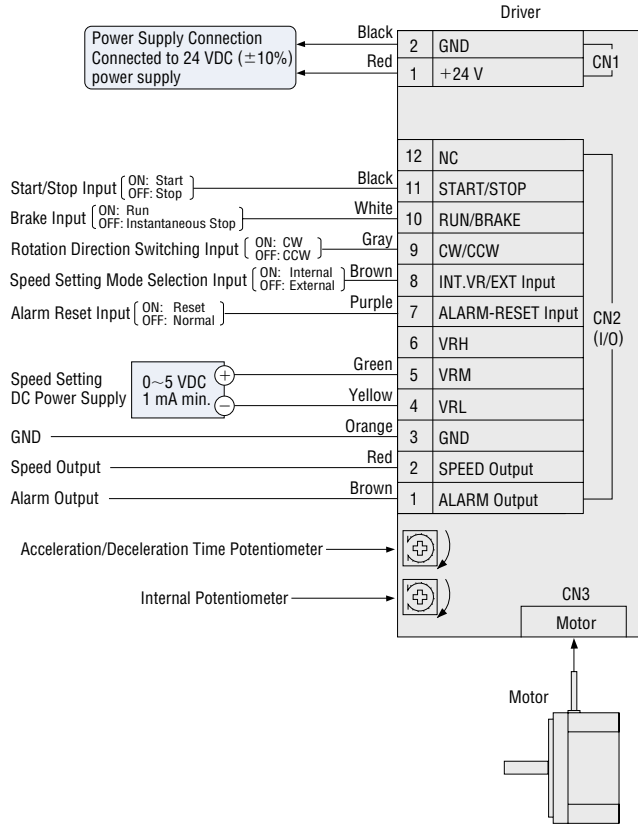 Driver
Power Supply Connection
Connected to 24 VDC (±10%)
power supply
Black
2 GND
Red
1 +24 V
CN1
12 NC
Start/Stop Input [ON: Start OFF: Stop]
Black
11 START/STOP
Brake Input [ON: Run OFF: Instantaneous Stop]
White
10 RUN/BRAKE
Rotation Direction Switching Input [ON: CW OFF: CCW]
Gray
9 CW/CCW
Speed Setting Mode Selection Input [ON: Internal OFF: External]
Brown
8 INT.VR/EXT Input
Alarm Reset Input [ON: Reset OFF: Normal]
Purple
7 ALARM-RESET Input
CN2
(I/O)
6 VRH
Speed Setting
DC Power Supply
0~5 VDC
1 mA min.
+
−
Green
5 VRM
Yellow
4 VRL
GND
Orange
3 GND
Speed Output
Red
2 SPEED Output
Alarm Output
Brown
1 ALARM Output
Acceleration/Deceleration Time Potentiometer
Internal Potentiometer
CN3
Motor
Motor